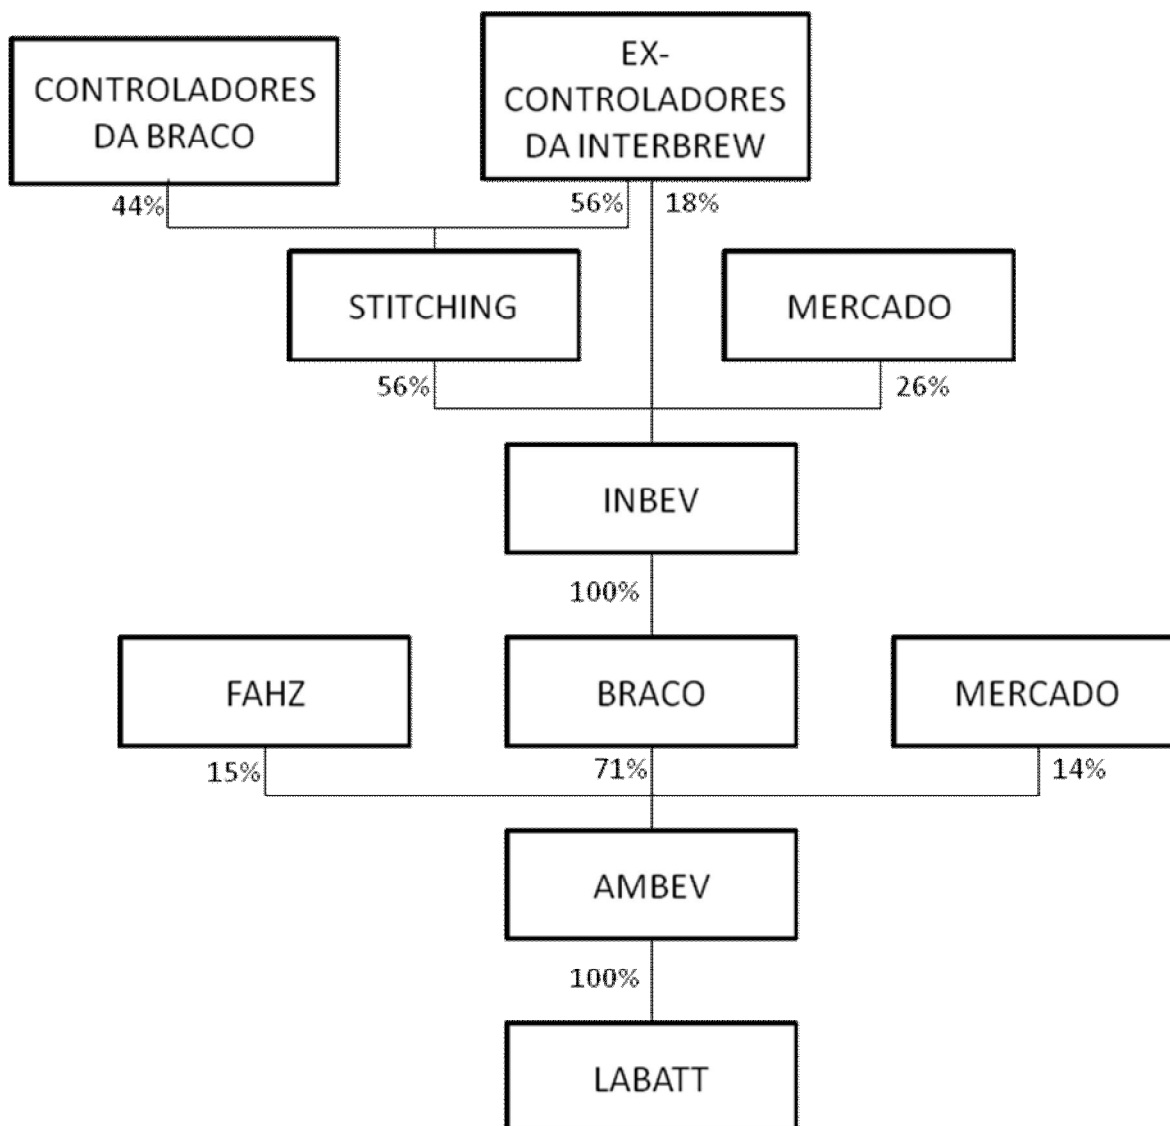 CONTROLADORES
DA BRACO
EX-
CONTROLADORES
DA INTERBREW
44%
56%
18%
STITCHING
MERCADO
56%
26%
INBEV
100%
FAHZ
BRACO
MERCADO
15%
71%
14%
AMBEV
100%
LABATT